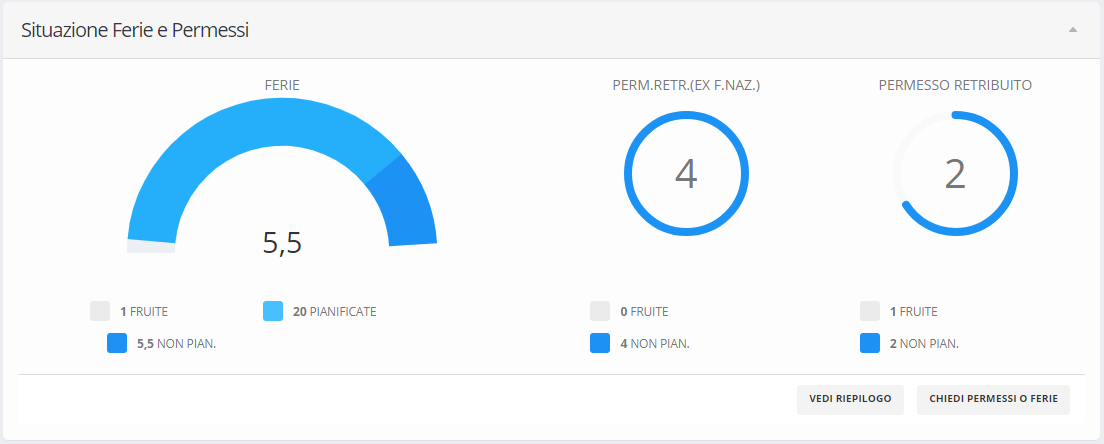 Situazione Ferie e Permessi
FERIE
5,5
1 FRUITE
20 PIANIFICATE
5,5 NON PIAN.
PERM.RETR.(EX F.NAZ.)
4
0 FRUITE
4 NON PIAN.
PERMESSO RETRIBUITO
2
1 FRUITE
2 NON PIAN.
VEDI RIEPILOGO
CHIEDI PERMESSI O FERIE